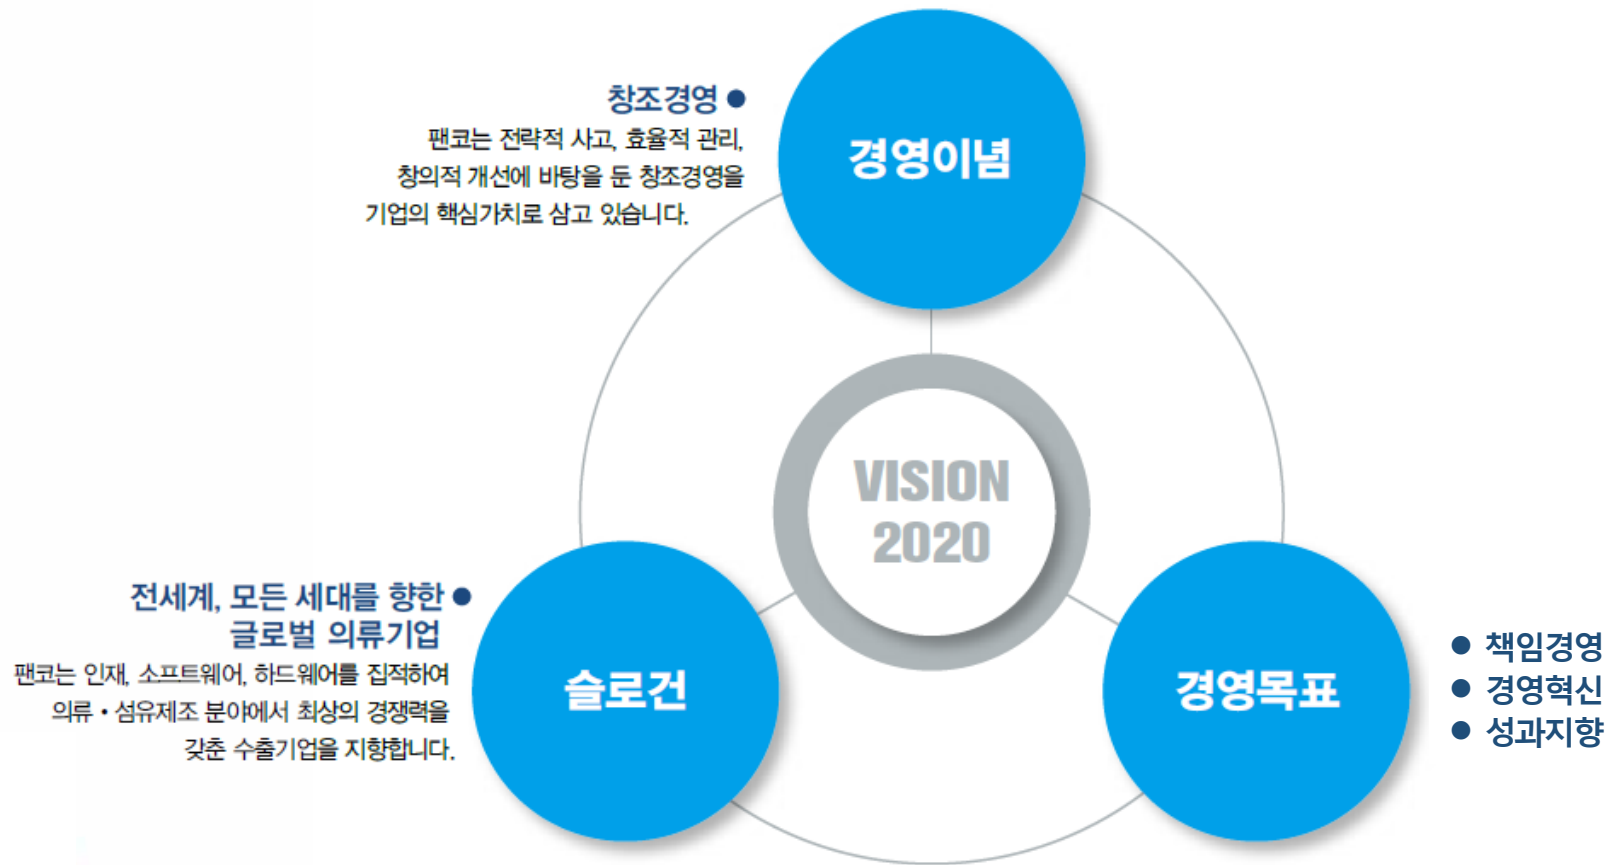 창조경영 ●
팬코는 전략적 사고, 효율적 관리,
창의적 개선에 바탕을 둔 창조경영을
기업의 핵심가치로 삼고 있습니다.
경영이념
VISION
2020
전세계, 모든 세대를 향한 ●
글로벌 의류기업
팬코는 인재, 소프트웨어, 하드웨어를 집적하여
의류•섬유제조 분야에서 최상의 경쟁력을
갖춘 수출기업을 지향합니다.
슬로건
경영목표
● 책임경영
● 경영혁신
● 성과지향